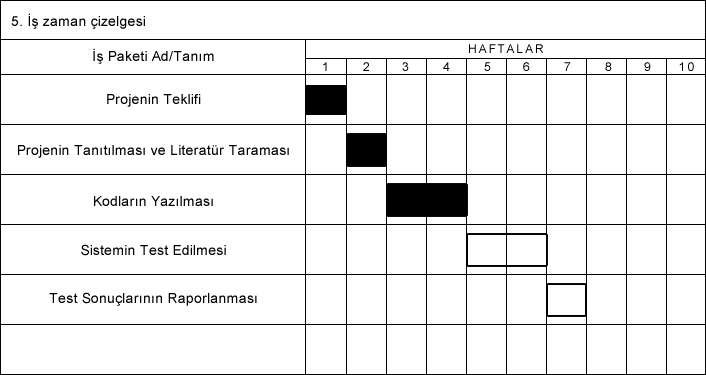 5. İş zaman çizelgesi
İş Paketi Ad/Tanım
HAFTALAR
1 2 3 4 5 6 7 8 9 10
Projenin Teklifi
Projenin Tanıtılması ve Literatür Taraması
Kodların Yazılması
Sistemin Test Edilmesi
Test Sonuçlarının Raporlanması